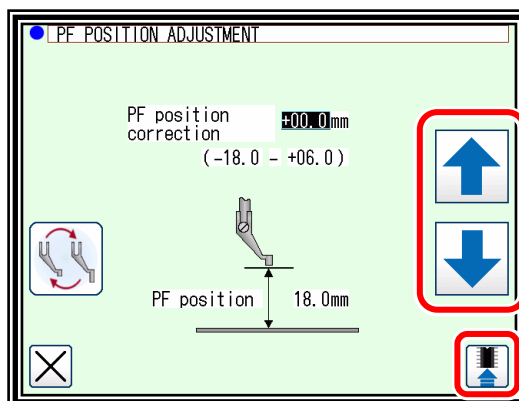 PF POSITION ADJUSTMENT
PF position
correction
+00.0mm
(-18.0 - +06.0)
PF position 18.0mm